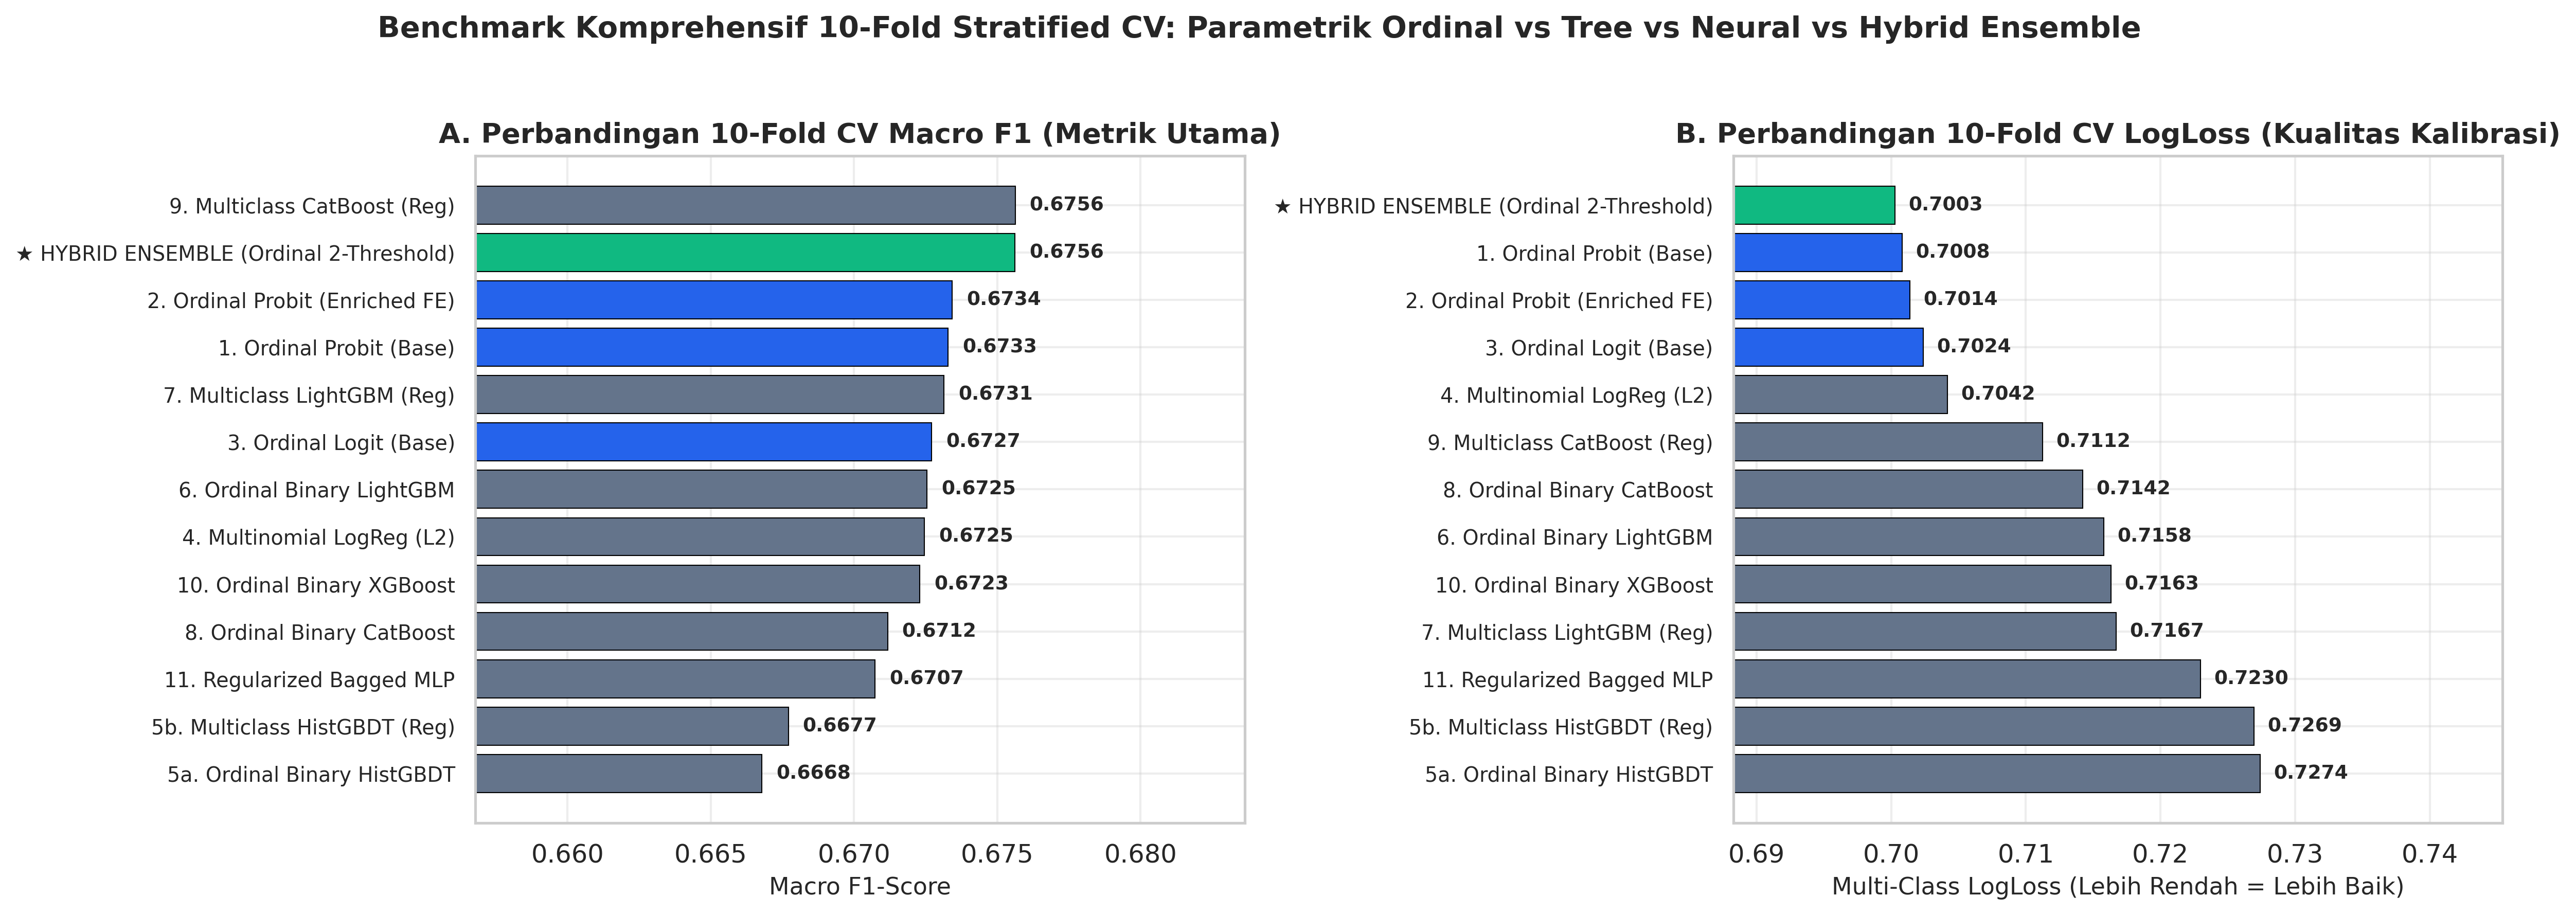 Benchmark Komprehensif 10-Fold Stratified CV: Parametrik Ordinal vs Tree vs Neural vs Hybrid Ensemble
A. Perbandingan 10-Fold CV Macro F1 (Metrik Utama)
9. Multiclass CatBoost (Reg) 0.6756
★ HYBRID ENSEMBLE (Ordinal 2-Threshold) 0.6756
2. Ordinal Probit (Enriched FE) 0.6734
1. Ordinal Probit (Base) 0.6733
7. Multiclass LightGBM (Reg) 0.6731
3. Ordinal Logit (Base) 0.6727
6. Ordinal Binary LightGBM 0.6725
4. Multinomial LogReg (L2) 0.6725
10. Ordinal Binary XGBoost 0.6723
8. Ordinal Binary CatBoost 0.6712
11. Regularized Bagged MLP 0.6707
5b. Multiclass HistGBDT (Reg) 0.6677
5a. Ordinal Binary HistGBDT 0.6668
0.660 0.665 0.670 0.675 0.680
Macro F1-Score
B. Perbandingan 10-Fold CV LogLoss (Kualitas Kalibrasi)
★ HYBRID ENSEMBLE (Ordinal 2-Threshold) 0.7003
1. Ordinal Probit (Base) 0.7008
2. Ordinal Probit (Enriched FE) 0.7014
3. Ordinal Logit (Base) 0.7024
4. Multinomial LogReg (L2) 0.7042
9. Multiclass CatBoost (Reg) 0.7112
8. Ordinal Binary CatBoost 0.7142
6. Ordinal Binary LightGBM 0.7158
10. Ordinal Binary XGBoost 0.7163
7. Multiclass LightGBM (Reg) 0.7167
11. Regularized Bagged MLP 0.7230
5b. Multiclass HistGBDT (Reg) 0.7269
5a. Ordinal Binary HistGBDT 0.7274
0.69 0.70 0.71 0.72 0.73 0.74
Multi-Class LogLoss (Lebih Rendah = Lebih Baik)